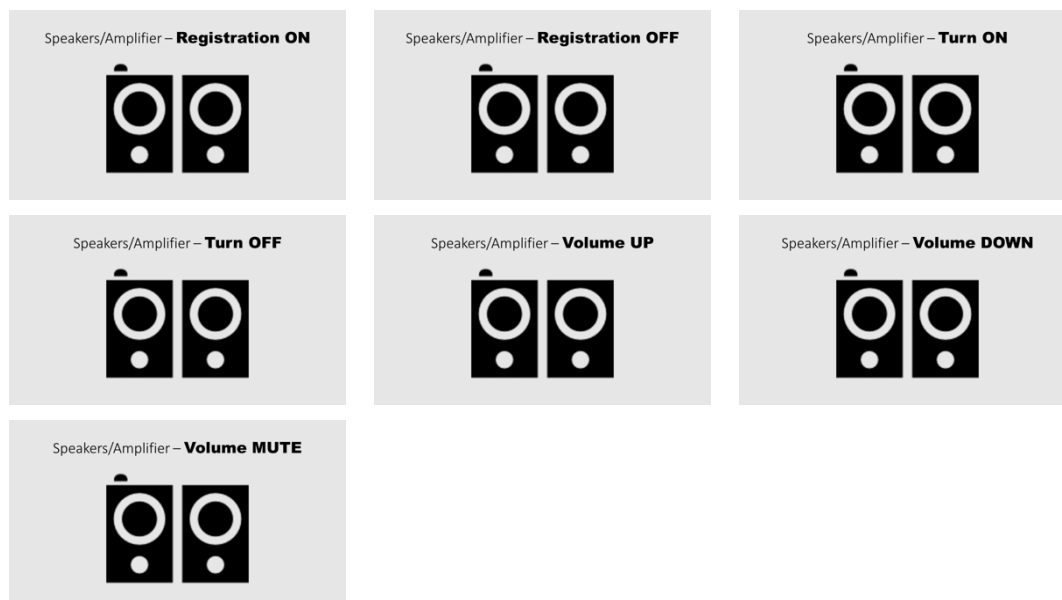 Speakers/Amplifier – Registration ON
Speakers/Amplifier – Registration OFF
Speakers/Amplifier – Turn ON
Speakers/Amplifier – Turn OFF
Speakers/Amplifier – Volume UP
Speakers/Amplifier – Volume DOWN
Speakers/Amplifier – Volume MUTE